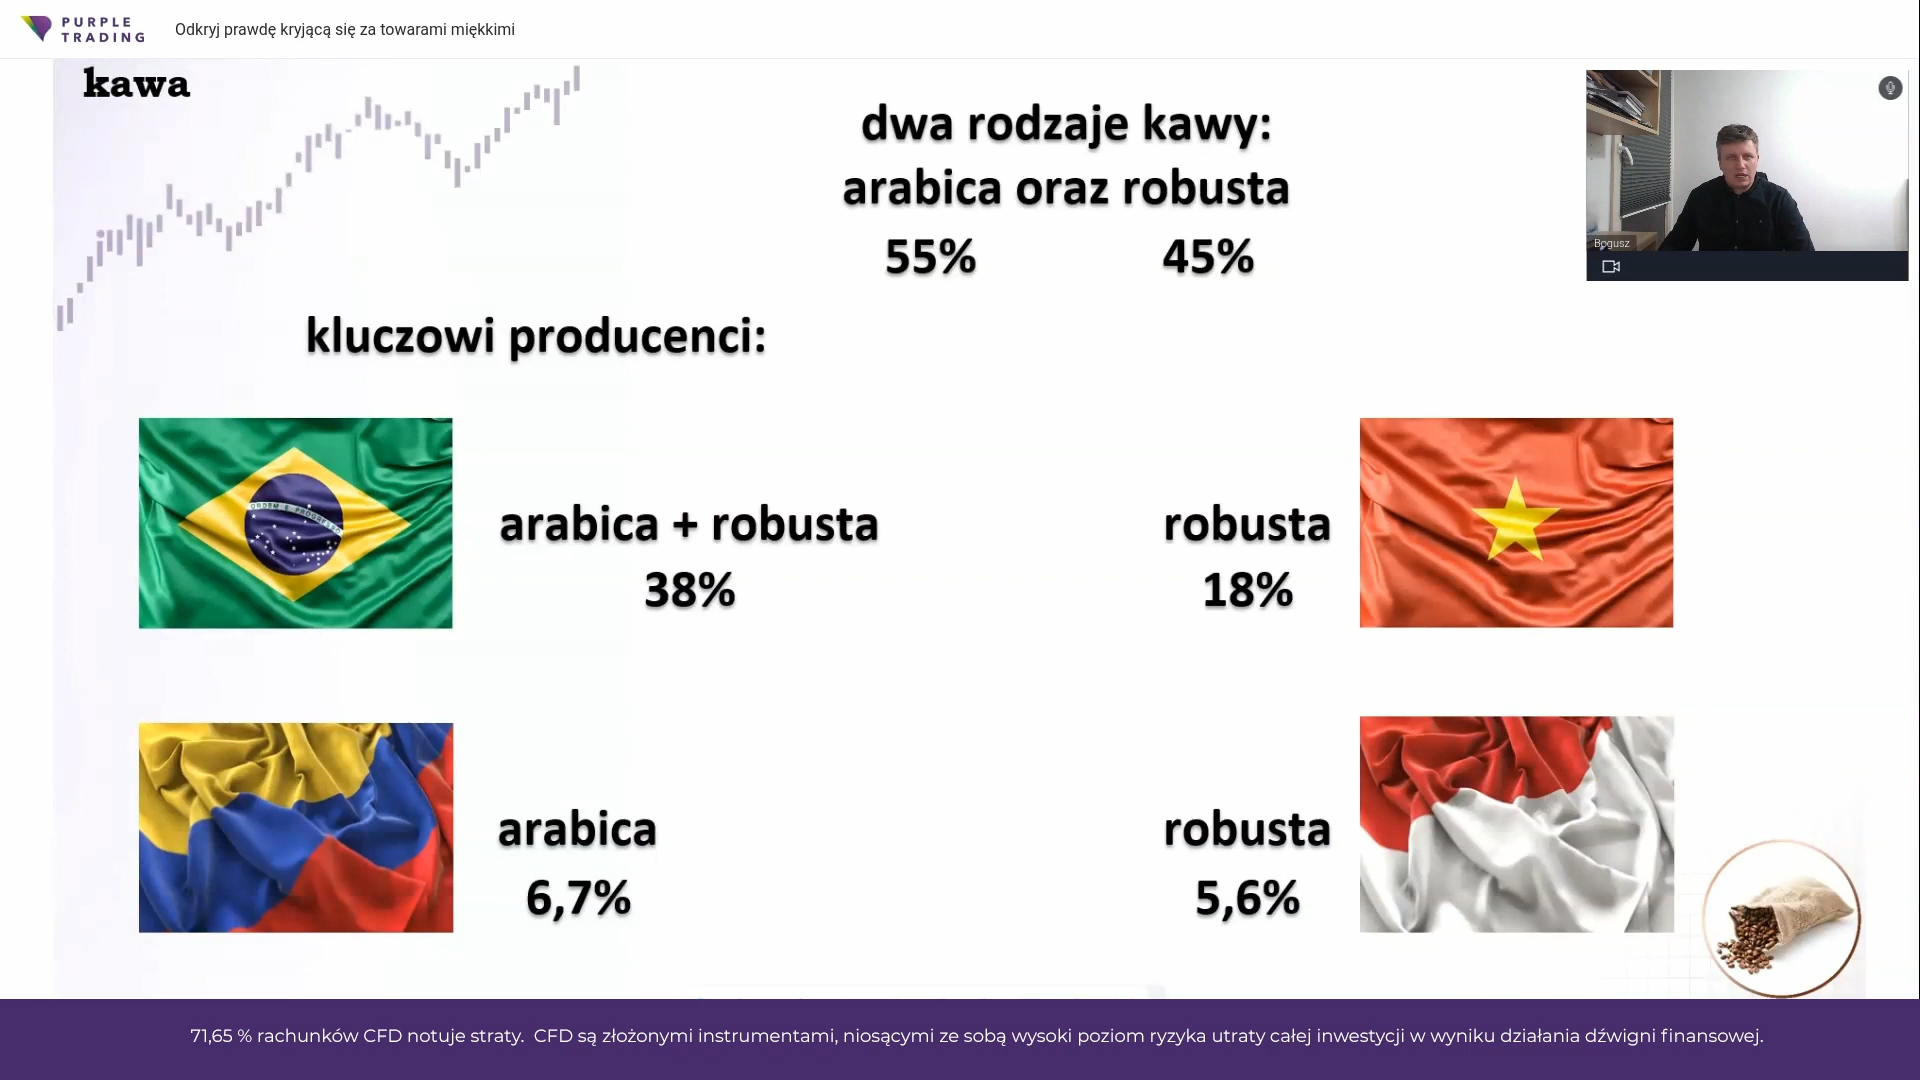 PURPLE
TRADING
Odkryj prawdę kryjącą się za towarami miękkimi
kawa
dwa rodzaje kawy:
arabica oraz robusta
55% 45%
Bogusz
kluczowi producenci:
ORDEM E PROGRESSO
arabica + robusta
38%
robusta
18%
arabica
6,7%
robusta
5,6%
71,65 % rachunków CFD notuje straty. CFD są złożonymi instrumentami, niosącymi ze sobą wysoki poziom ryzyka utraty całej inwestycji w wyniku działania dźwigni finansowej.